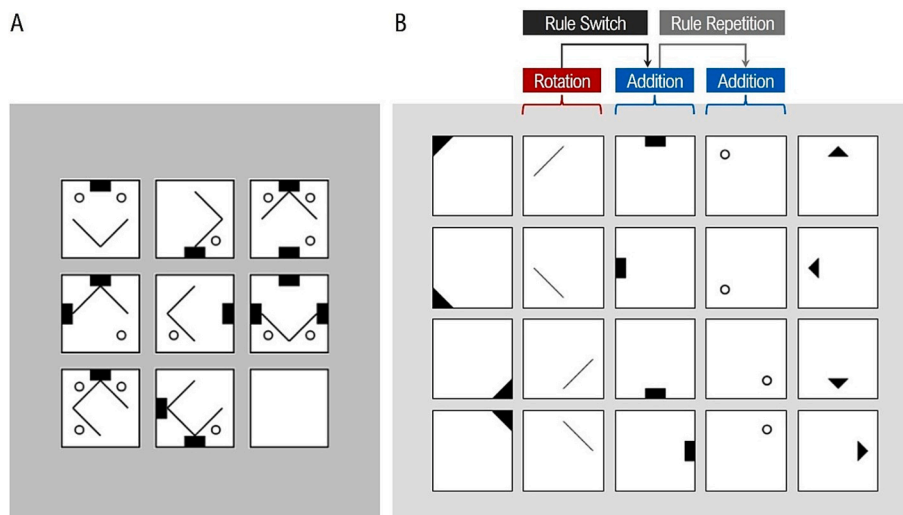 A
B
Rule Switch
Rule Repetition
Rotation
Addition
Addition